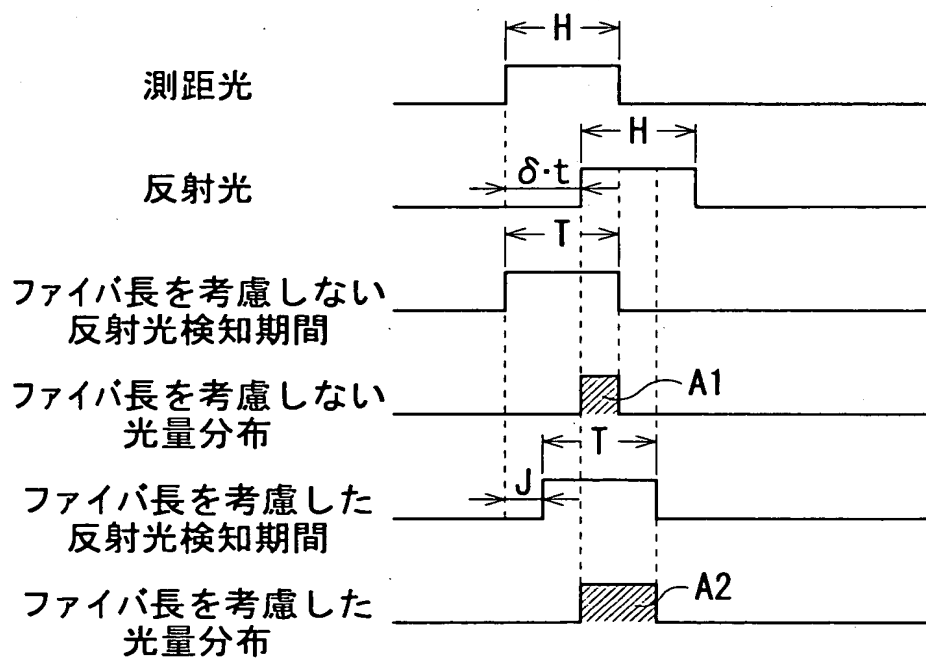 H
測距光
H
反射光
δ·t
T
ファイバ長を考慮しない
反射光検知期間
ファイバ長を考慮しない
光量分布
A1
T
J
ファイバ長を考慮した
反射光検知期間
ファイバ長を考慮した
光量分布
A2